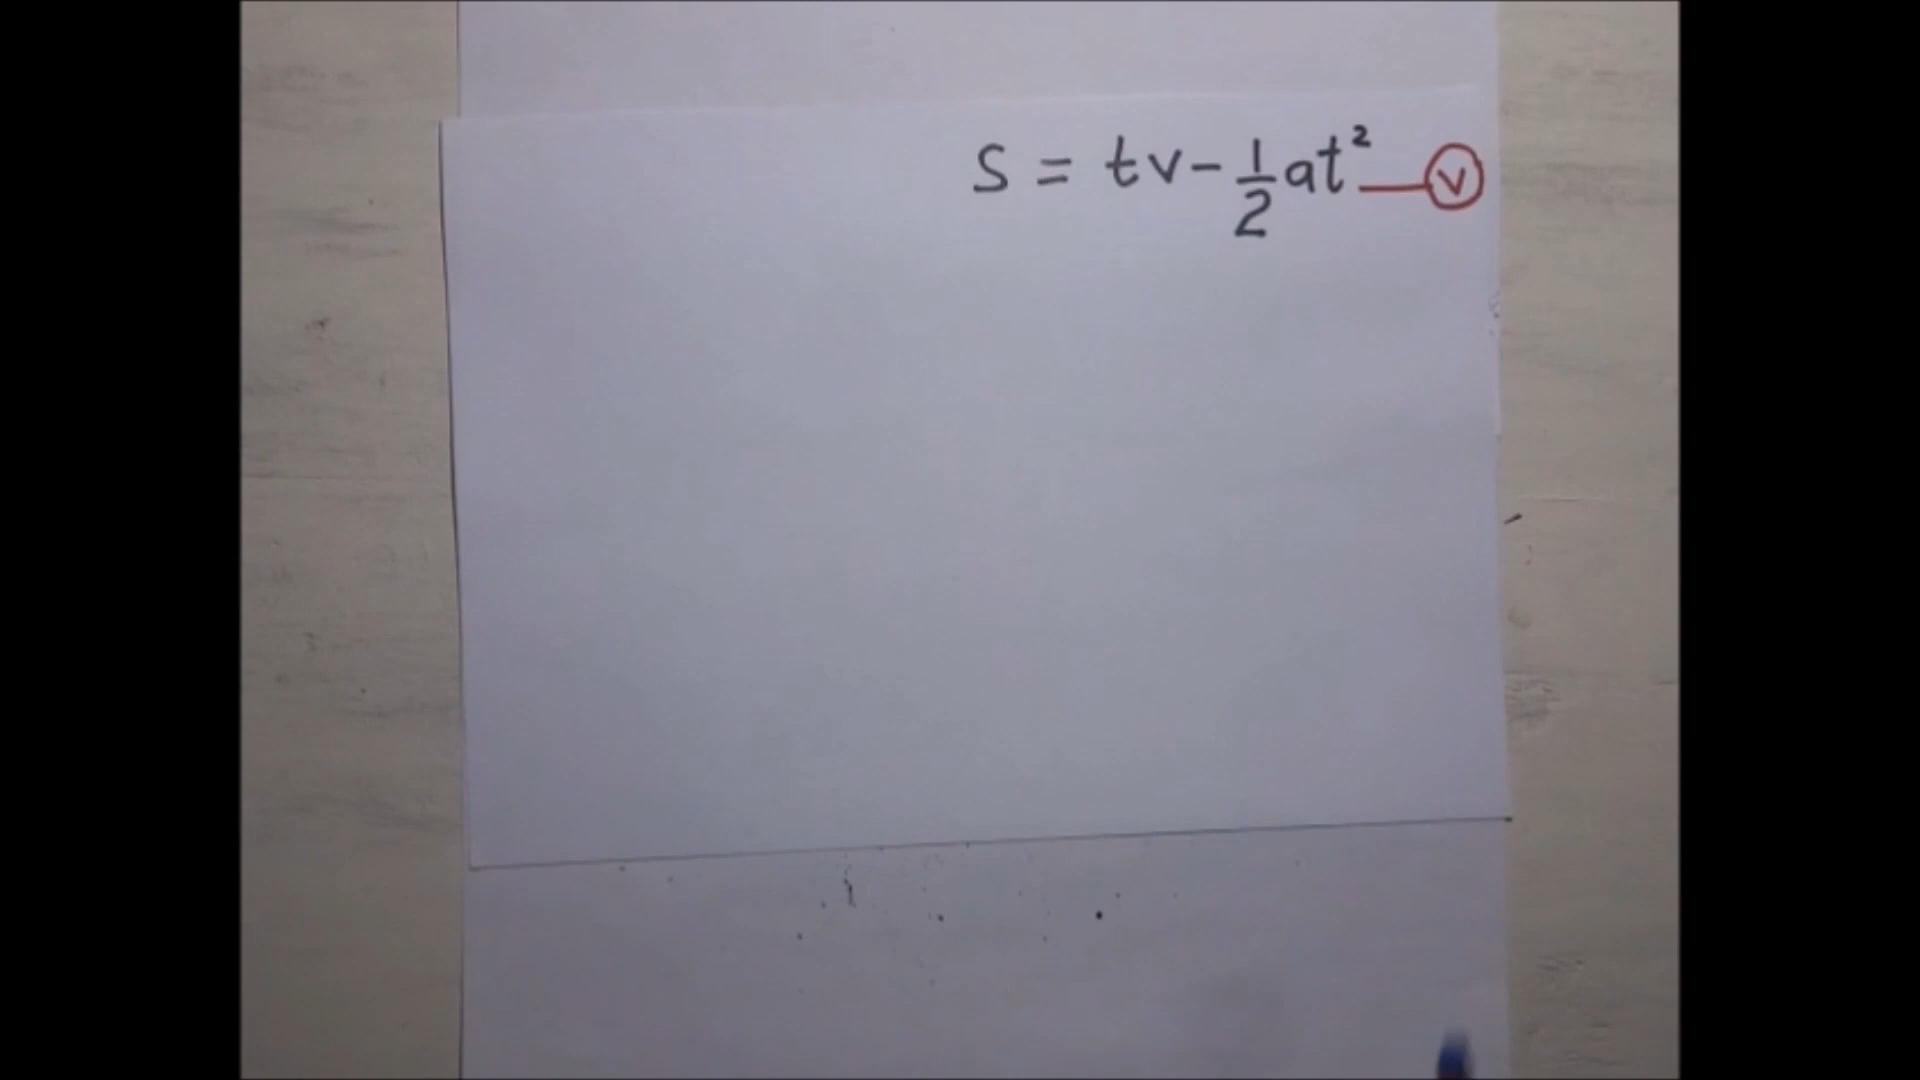 S = tv - 1/2 at² — v